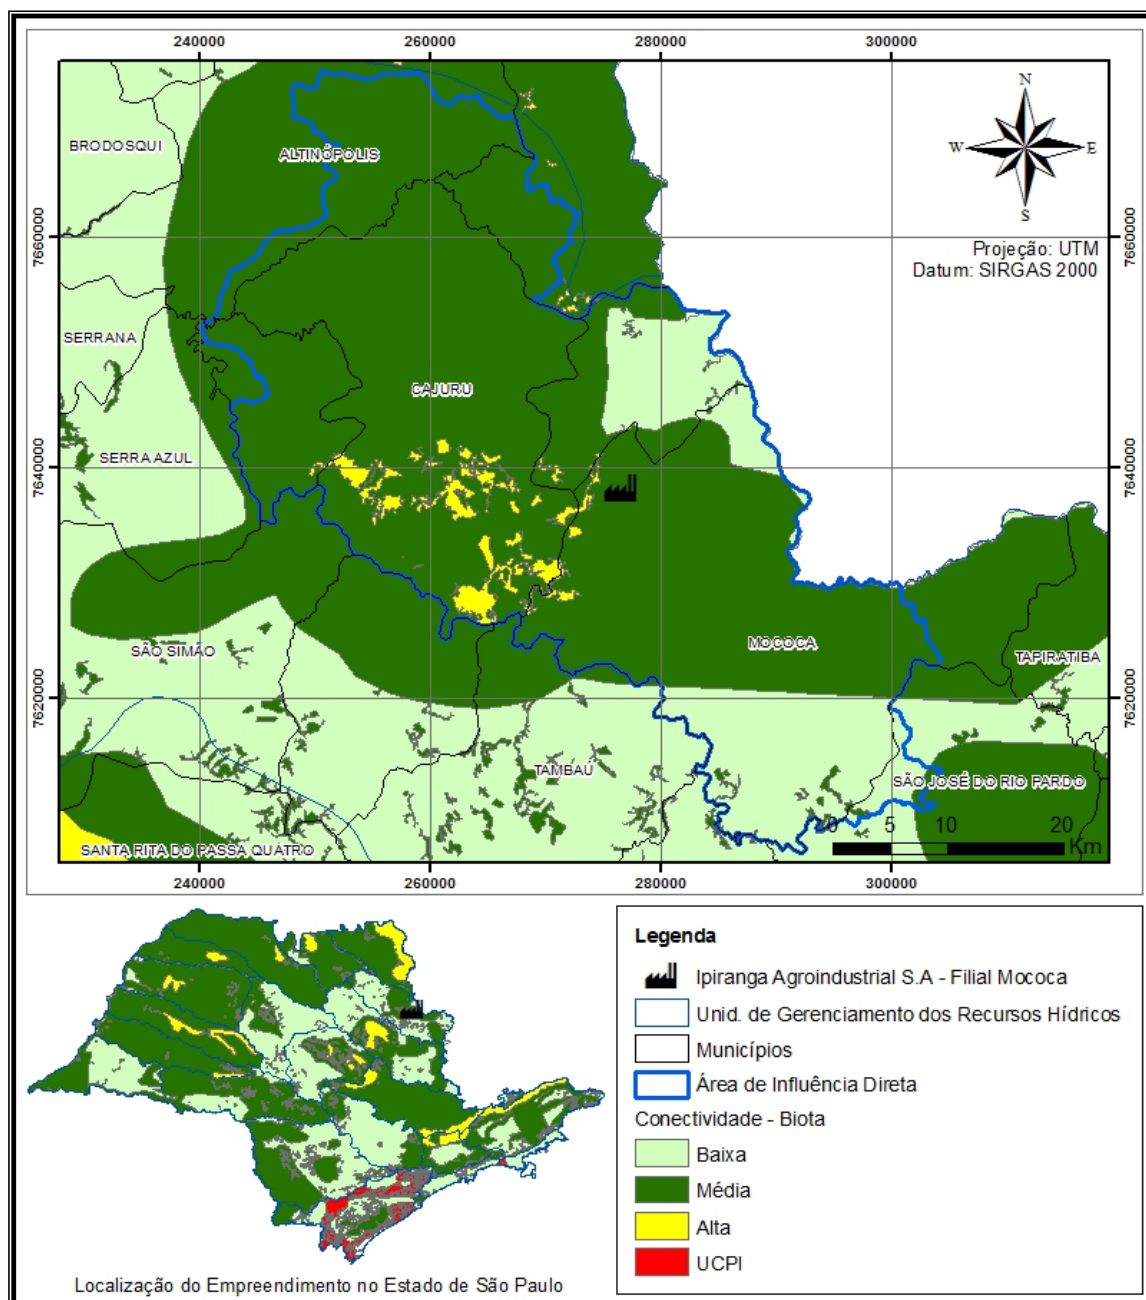 240000 260000 280000 300000
N
W E
S
BRODOSQUI
ALTINÓPOLIS
7660000 7660000
Projeção: UTM
Datum: SIRGAS 2000
SERRANA
CAJURU
SERRA AZUL
7640000 7640000
SÃO SIMÃO
MOCOCA
TAPIRATIBA
7620000 7620000
TAMBAÚ
SÃO JOSÉ DO RIO PARDO
0 5 10 20
Km
SANTA RITA DO PASSA QUATRO
240000 260000 280000 300000
Legenda
Ipiranga Agroindustrial S.A - Filial Mococa
Unid. de Gerenciamento dos Recursos Hídricos
Municípios
Área de Influência Direta
Conectividade - Biota
Baixa
Média
Alta
UCPI
Localização do Empreendimento no Estado de São Paulo